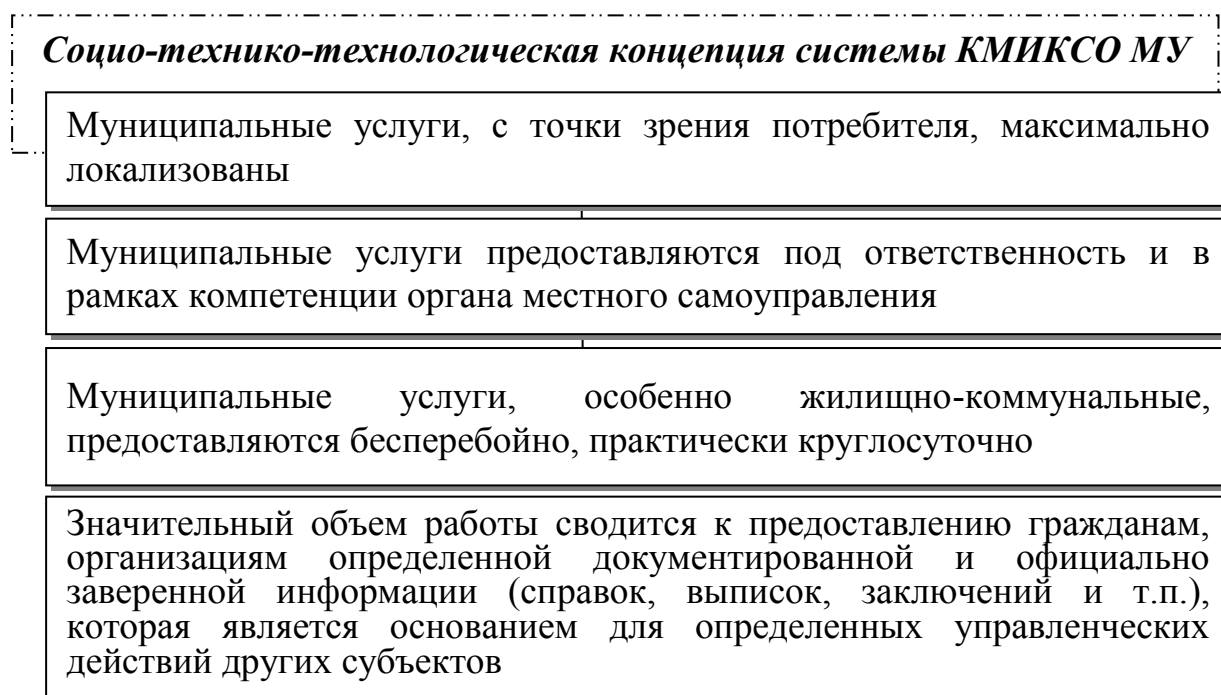 Социо-технико-технологическая концепция системы КМИКСО МУ
Муниципальные услуги, с точки зрения потребителя, максимально
локализованы
Муниципальные услуги предоставляются под ответственность и в
рамках компетенции органа местного самоуправления
Муниципальные услуги, особенно жилищно-коммунальные,
предоставляются бесперебойно, практически круглосуточно
Значительный объем работы сводится к предоставлению гражданам,
организациям определенной документированной и официально
заверенной информации (справок, выписок, заключений и т.п.),
которая является основанием для определенных управленческих
действий других субъектов